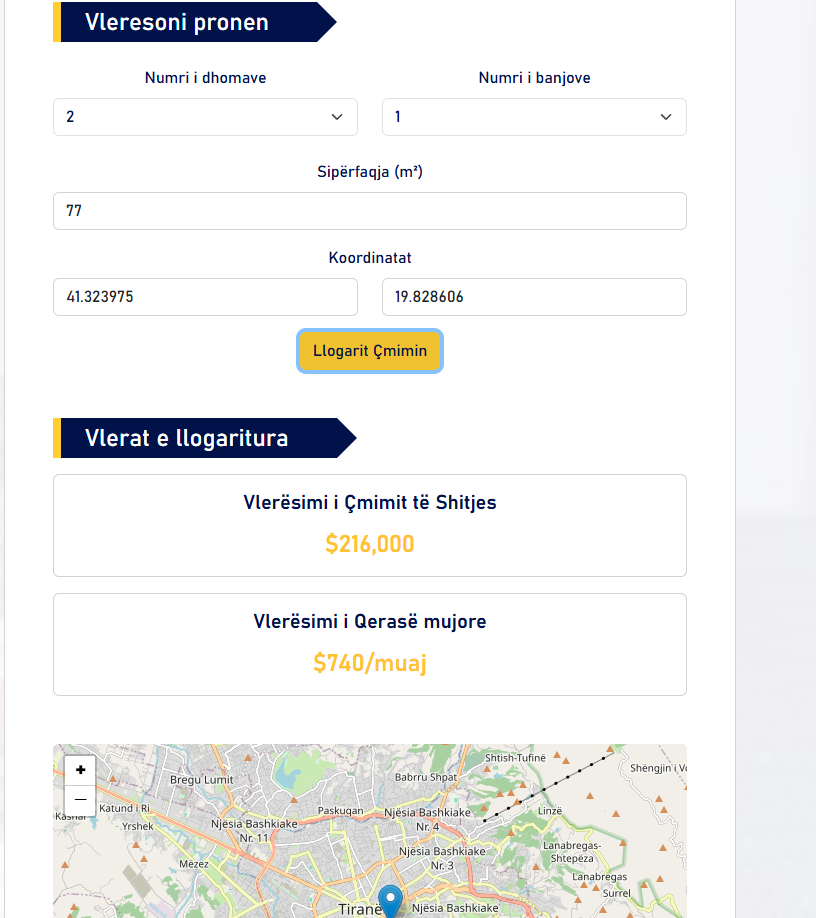 Vleresoni pronen
Numri i dhomave
Numri i banjove
2
1
Sipërfaqja (m²)
77
Koordinatat
41.323975
19.828606
Llogarit Çmimin
Vlerat e llogaritura
Vlerësimi i Çmimit të Shitjes
$216,000
Vlerësimi i Qerasë mujore
$740/muaj
+
−
Shtish-Tufinë
Bregu Lumit
Babrru Shpat
Katund i Ri
Paskuqan
Linzë
Yrshek
Njësia Bashkiake
Nr. 11
Njësia Bashkiake
Nr. 4
Mëzez
Njësia Bashkiake
Nr. 3
Lanabregas-
Shtepëza
Lanabregas
Surrel
Tiranë
Njësia Bashkiake